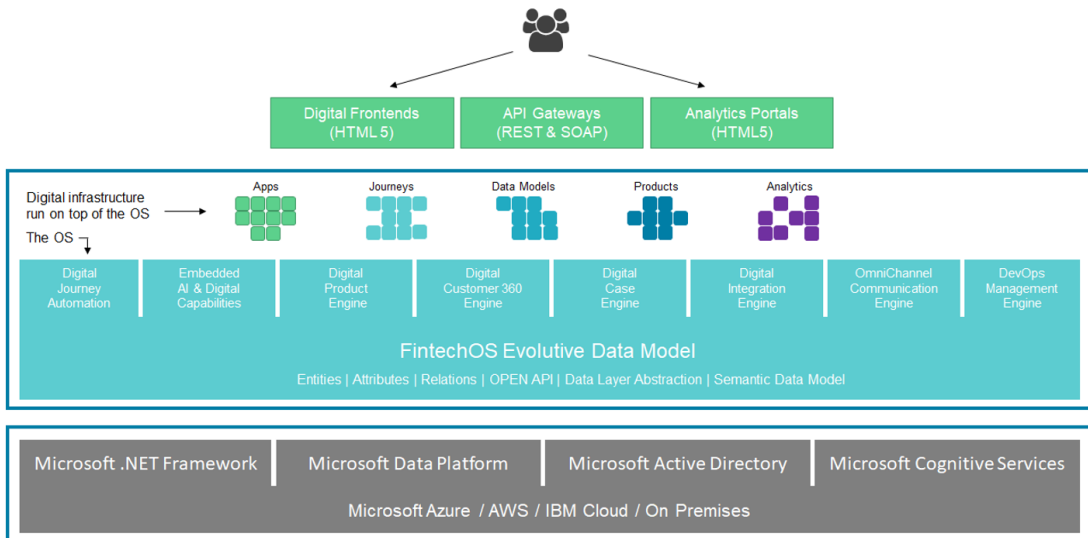 Digital Frontends
(HTML 5)
API Gateways
(REST & SOAP)
Analytics Portals
(HTML5)
Digital infrastructure
run on top of the OS
Apps
Journeys
Data Models
Products
Analytics
The OS
Digital
Journey
Automation
Embedded
AI & Digital
Capabilities
Digital
Product
Engine
Digital
Customer 360
Engine
Digital
Case
Engine
Digital
Integration
Engine
OmniChannel
Communication
Engine
DevOps
Management
Engine
FintechOS Evolutive Data Model
Entities | Attributes | Relations | OPEN API | Data Layer Abstraction | Semantic Data Model
Microsoft .NET Framework
Microsoft Data Platform
Microsoft Active Directory
Microsoft Cognitive Services
Microsoft Azure / AWS / IBM Cloud / On Premises